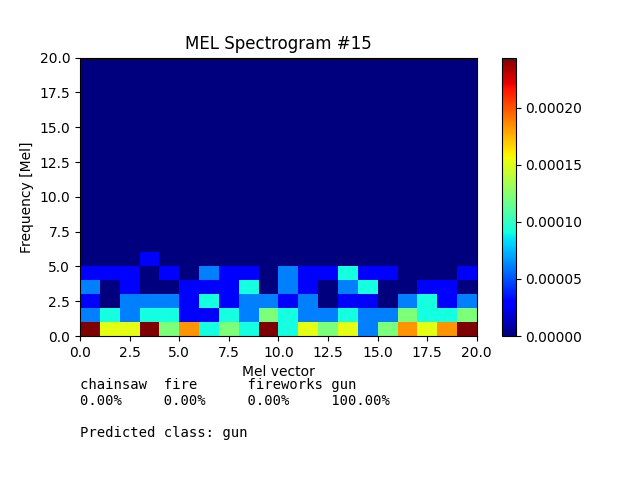 MEL Spectrogram #15
20.0
17.5
15.0
12.5
10.0
7.5
5.0
2.5
0.0
Frequency [Mel]
0.0 2.5 5.0 7.5 10.0 12.5 15.0 17.5 20.0
Mel vector
0.00020
0.00015
0.00010
0.00005
0.00000
chainsaw fire fireworks gun
0.00% 0.00% 0.00% 100.00%
Predicted class: gun